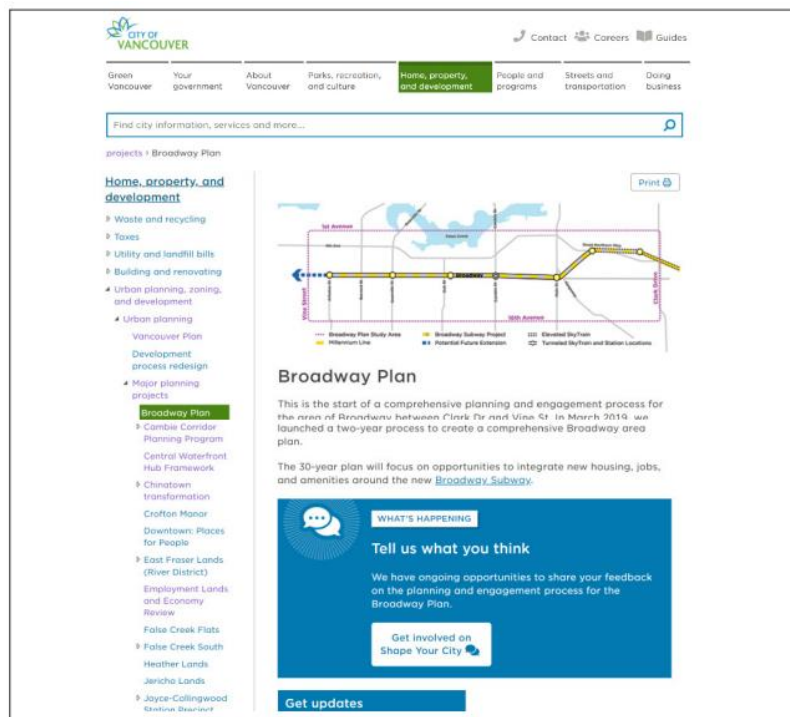 CITY OF
VANCOUVER
Contact Careers Guides
Green
Vancouver
Your
government
About
Vancouver
Parks, recreation,
and culture
Home, property,
and development
People and
programs
Streets and
transportation
Doing
business
Find city information, services and more...
projects > Broadway Plan
Home, property, and
development
Waste and recycling
Taxes
Utility and landfill bills
Building and renovating
Urban planning, zoning,
and development
Urban planning
Vancouver Plan
Development
process redesign
Major planning
projects
Broadway Plan
Cambie Corridor
Planning Program
Central Waterfront
Hub Framework
Chinatown
transformation
Crofton Manor
Downtown: Places
for People
East Fraser Lands
(River District)
Employment Lands
and Economy
Review
False Creek Flats
False Creek South
Heather Lands
Jericho Lands
Joyce-Collingwood
Station Precinct
Print
1st Avenue
Broadway
Vine Street
Clark Drive
16th Avenue
Broadway Plan Study Area
Broadway Subway Project
Elevated SkyTrain
Millennium Line
Potential Future Extension
Tunneled SkyTrain and Station Locations
Broadway Plan
This is the start of a comprehensive planning and engagement process for
the area of Broadway between Clark Dr and Vine St. In March 2019, we
launched a two-year process to create a comprehensive Broadway area
plan.
The 30-year plan will focus on opportunities to integrate new housing, jobs,
and amenities around the new Broadway Subway.
WHAT'S HAPPENING
Tell us what you think
We have ongoing opportunities to share your feedback
on the planning and engagement process for the
Broadway Plan.
Get involved on
Shape Your City
Get updates